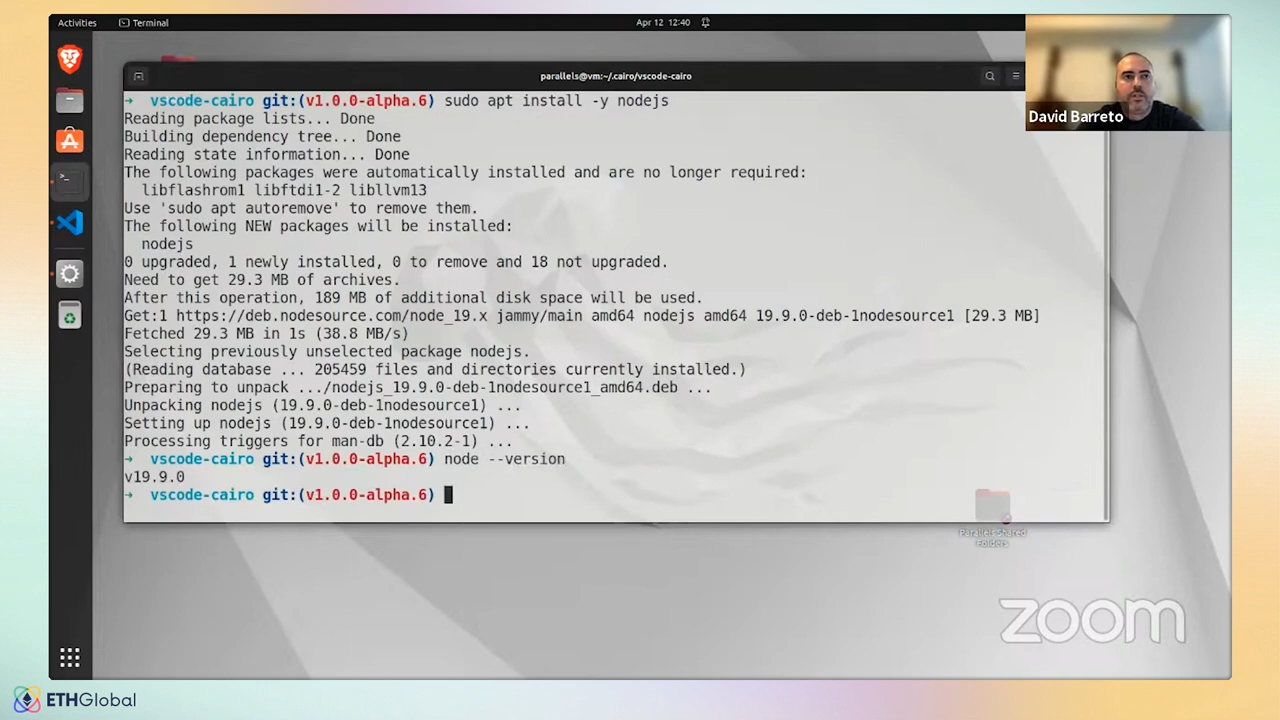 Activities
Terminal
Apr 12 12:40
parallels@vm:~/.cairo/vscode-cairo
→ vscode-cairo git:(v1.0.0-alpha.6) sudo apt install -y nodejs
Reading package lists... Done
Building dependency tree... Done
Reading state information... Done
The following packages were automatically installed and are no longer required:
libflashrom1 libftdi1-2 libllvm13
Use 'sudo apt autoremove' to remove them.
The following NEW packages will be installed:
nodejs
0 upgraded, 1 newly installed, 0 to remove and 18 not upgraded.
Need to get 29.3 MB of archives.
After this operation, 189 MB of additional disk space will be used.
Get:1 https://deb.nodesource.com/node_19.x jammy/main amd64 nodejs amd64 19.9.0-deb-1nodesource1 [29.3 MB]
Fetched 29.3 MB in 1s (38.8 MB/s)
Selecting previously unselected package nodejs.
(Reading database ... 205459 files and directories currently installed.)
Preparing to unpack .../nodejs_19.9.0-deb-1nodesource1_amd64.deb ...
Unpacking nodejs (19.9.0-deb-1nodesource1) ...
Setting up nodejs (19.9.0-deb-1nodesource1) ...
Processing triggers for man-db (2.10.2-1) ...
→ vscode-cairo git:(v1.0.0-alpha.6) node --version
v19.9.0
→ vscode-cairo git:(v1.0.0-alpha.6)
David Barreto
Parallels Shared
Folders
zoom
ETHGlobal